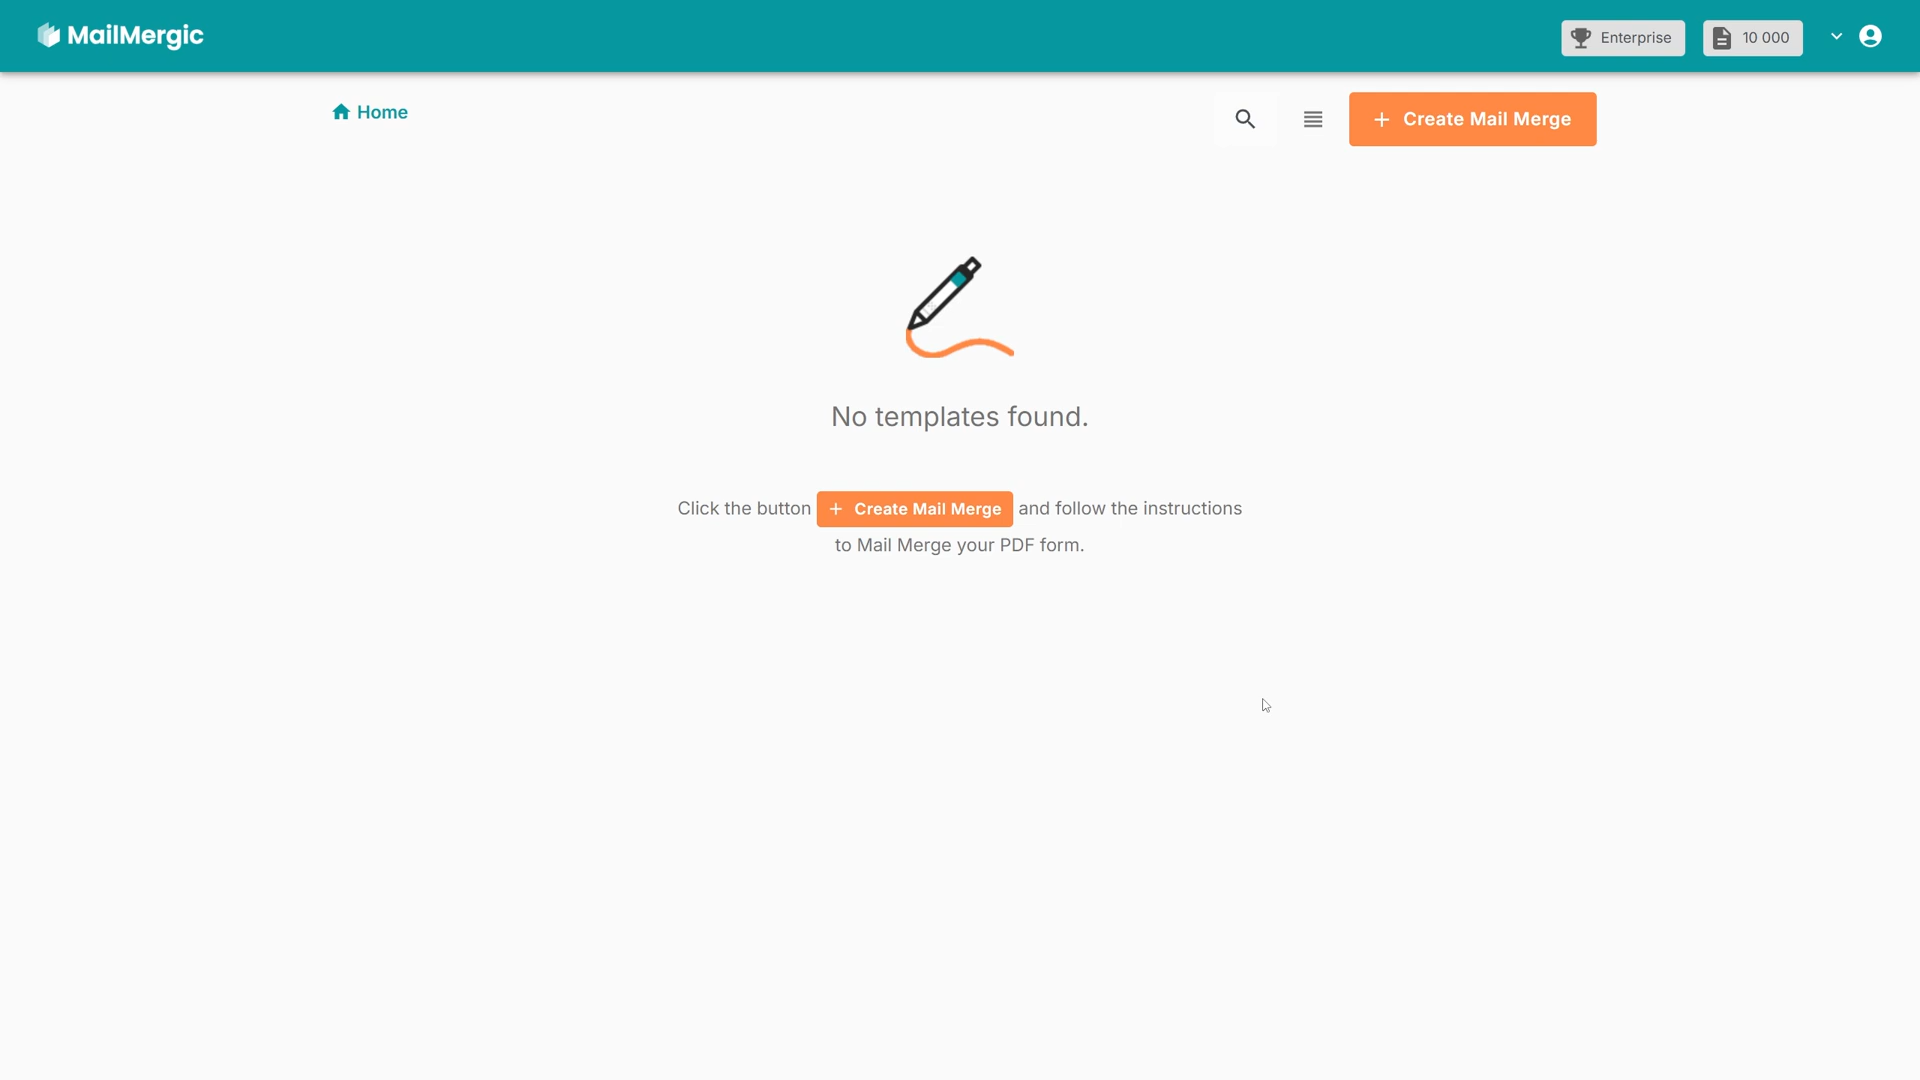 MailMergic
Enterprise
10 000
Home
Create Mail Merge
No templates found.
Click the button + Create Mail Merge and follow the instructions
to Mail Merge your PDF form.